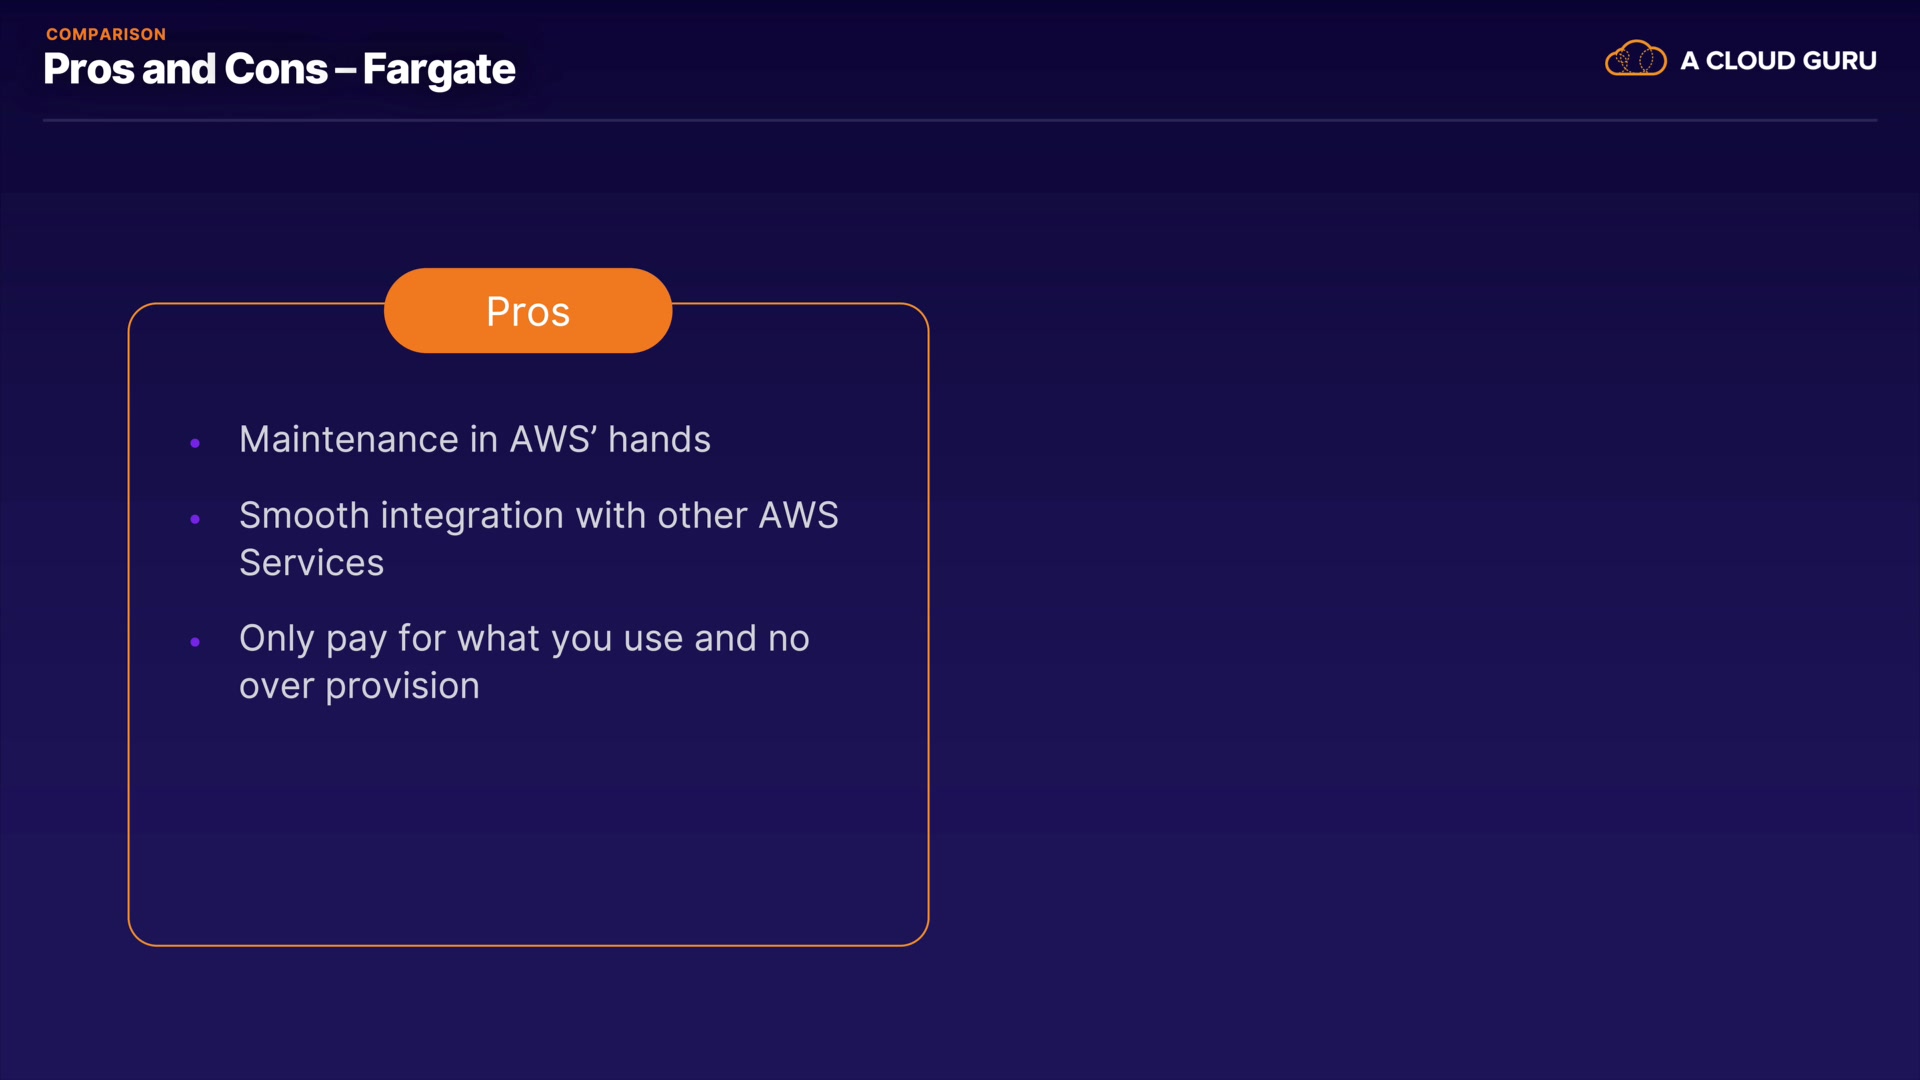 COMPARISON
Pros and Cons – Fargate
A CLOUD GURU
Pros
• Maintenance in AWS’ hands
• Smooth integration with other AWS
Services
• Only pay for what you use and no
over provision